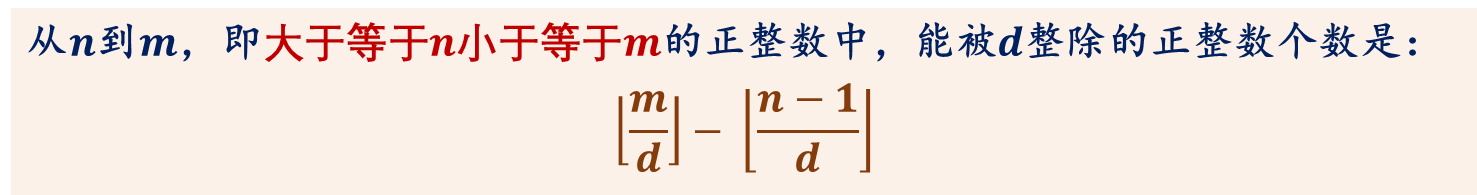 从n到m，即大于等于n小于等于m的正整数中，能被d整除的正整数个数是：
⌊m/d⌋ − ⌊(n − 1)/d⌋